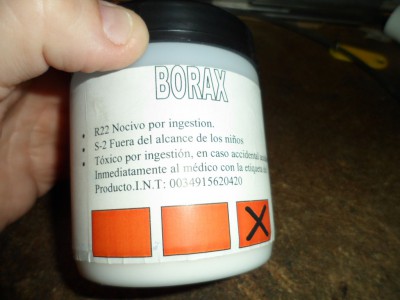 BORAX
• R22 Nocivo por ingestion.
• S-2 Fuera del alcance de los niños
• Tóxico por ingestión, en caso accidental
Inmediatamente al médico con la etiqueta
Producto.I.N.T: 0034915620420